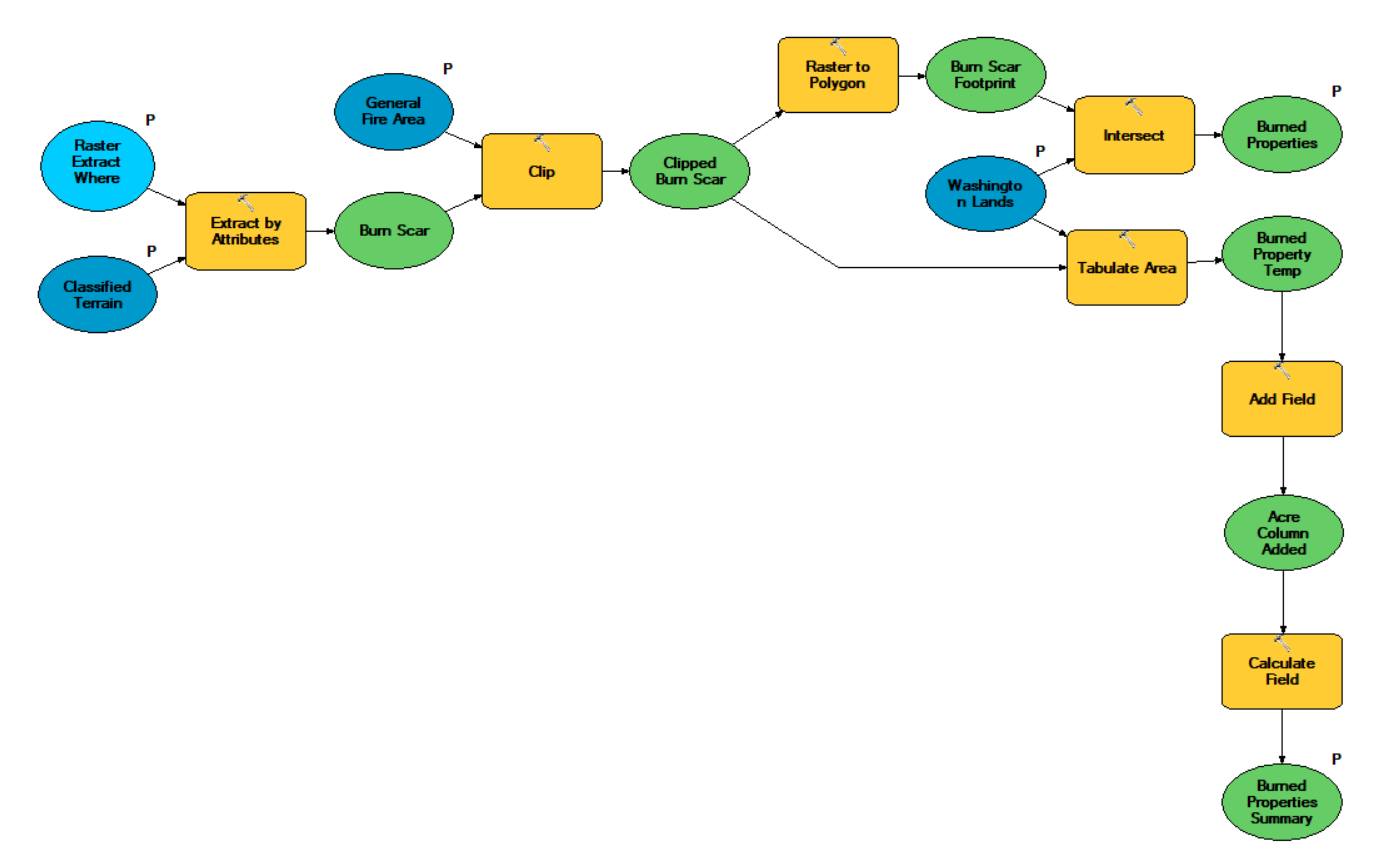 P
Raster
Extract
Where
P
Classified
Terrain
Extract by
Attributes
P
General
Fire Area
Burn Scar
Clip
Clipped
Burn Scar
Raster to
Polygon
Burn Scar
Footprint
P
Washingto
n Lands
Intersect
P
Burned
Properties
Tabulate Area
Burned
Property
Temp
Add Field
Acre
Column
Added
Calculate
Field
P
Burned
Properties
Summary